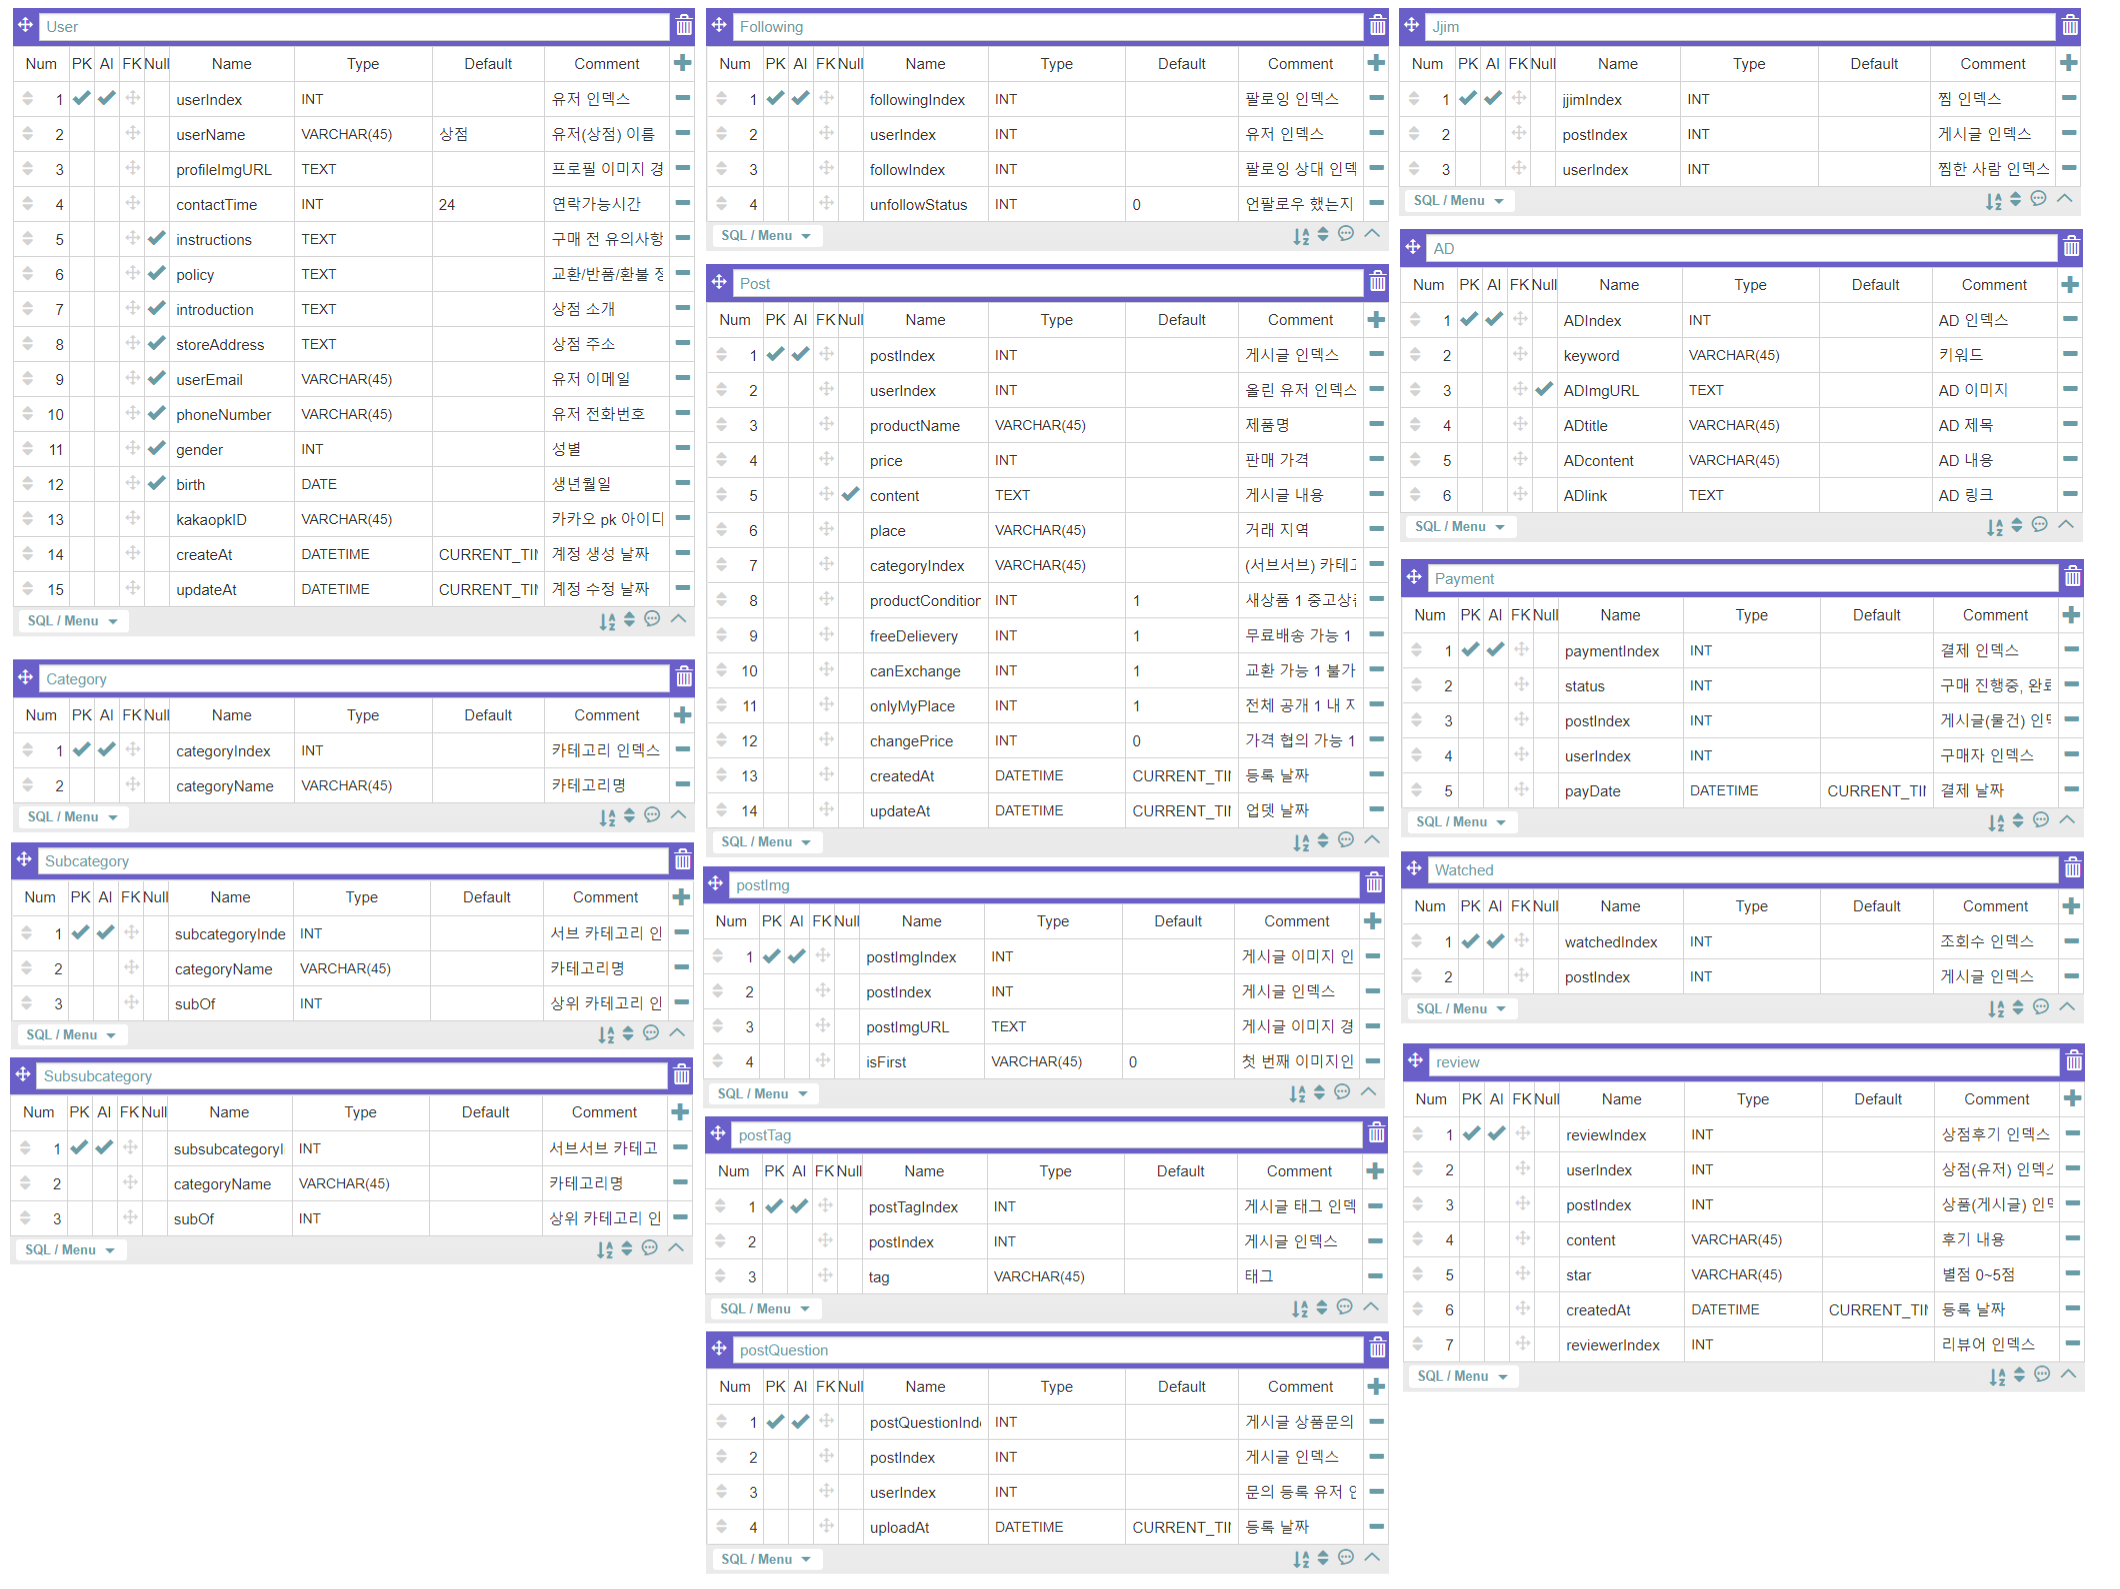 User
Num PK AI FK Null Name Type Default Comment
1 userIndex INT 유저 인덱스
2 userName VARCHAR(45) 상점 유저(상점) 이름
3 profileImgURL TEXT 프로필 이미지 경
4 contactTime INT 24 연락가능시간
5 instructions TEXT 구매 전 유의사항
6 policy TEXT 교환/반품/환불 정
7 introduction TEXT 상점 소개
8 storeAddress TEXT 상점 주소
9 userEmail VARCHAR(45) 유저 이메일
10 phoneNumber VARCHAR(45) 유저 전화번호
11 gender INT 성별
12 birth DATE 생년월일
13 kakaopkID VARCHAR(45) 카카오 pk 아이디
14 createAt DATETIME CURRENT_TIM 계정 생성 날짜
15 updateAt DATETIME CURRENT_TIM 계정 수정 날짜
SQL / Menu
Category
Num PK AI FK Null Name Type Default Comment
1 categoryIndex INT 카테고리 인덱스
2 categoryName VARCHAR(45) 카테고리명
SQL / Menu
Subcategory
Num PK AI FK Null Name Type Default Comment
1 subcategoryInde INT 서브 카테고리 인
2 categoryName VARCHAR(45) 카테고리명
3 subOf INT 상위 카테고리 인
SQL / Menu
Subsubcategory
Num PK AI FK Null Name Type Default Comment
1 subsubcategoryI INT 서브서브 카테고
2 categoryName VARCHAR(45) 카테고리명
3 subOf INT 상위 카테고리 인
SQL / Menu
Following
Num PK AI FK Null Name Type Default Comment
1 followingIndex INT 팔로잉 인덱스
2 userIndex INT 유저 인덱스
3 followIndex INT 팔로잉 상대 인덱
4 unfollowStatus INT 0 언팔로우 했는지
SQL / Menu
Post
Num PK AI FK Null Name Type Default Comment
1 postIndex INT 게시글 인덱스
2 userIndex INT 올린 유저 인덱스
3 productName VARCHAR(45) 제품명
4 price INT 판매 가격
5 content TEXT 게시글 내용
6 place VARCHAR(45) 거래 지역
7 categoryIndex VARCHAR(45) (서브서브) 카테고
8 productCondition INT 1 새상품 1 중고상품
9 freeDelievery INT 1 무료배송 가능 1
10 canExchange INT 1 교환 가능 1 불가
11 onlyMyPlace INT 1 전체 공개 1 내 지
12 changePrice INT 0 가격 협의 가능 1
13 createdAt DATETIME CURRENT_TIM 등록 날짜
14 updateAt DATETIME CURRENT_TIM 업뎃 날짜
SQL / Menu
postImg
Num PK AI FK Null Name Type Default Comment
1 postImgIndex INT 게시글 이미지 인
2 postIndex INT 게시글 인덱스
3 postImgURL TEXT 게시글 이미지 경
4 isFirst VARCHAR(45) 0 첫 번째 이미지인
SQL / Menu
postTag
Num PK AI FK Null Name Type Default Comment
1 postTagIndex INT 게시글 태그 인덱
2 postIndex INT 게시글 인덱스
3 tag VARCHAR(45) 태그
SQL / Menu
postQuestion
Num PK AI FK Null Name Type Default Comment
1 postQuestionInd INT 게시글 상품문의
2 postIndex INT 게시글 인덱스
3 userIndex INT 문의 등록 유저 인
4 uploadAt DATETIME CURRENT_TIM 등록 날짜
SQL / Menu
Jjim
Num PK AI FK Null Name Type Default Comment
1 jjimIndex INT 찜 인덱스
2 postIndex INT 게시글 인덱스
3 userIndex INT 찜한 사람 인덱스
SQL / Menu
AD
Num PK AI FK Null Name Type Default Comment
1 ADIndex INT AD 인덱스
2 keyword VARCHAR(45) 키워드
3 ADImgURL TEXT AD 이미지
4 ADtitle VARCHAR(45) AD 제목
5 ADcontent VARCHAR(45) AD 내용
6 ADlink TEXT AD 링크
SQL / Menu
Payment
Num PK AI FK Null Name Type Default Comment
1 paymentIndex INT 결제 인덱스
2 status INT 구매 진행중, 완료
3 postIndex INT 게시글(물건) 인덱
4 userIndex INT 구매자 인덱스
5 payDate DATETIME CURRENT_TIM 결제 날짜
SQL / Menu
Watched
Num PK AI FK Null Name Type Default Comment
1 watchedIndex INT 조회수 인덱스
2 postIndex INT 게시글 인덱스
SQL / Menu
review
Num PK AI FK Null Name Type Default Comment
1 reviewIndex INT 상점후기 인덱스
2 userIndex INT 상점(유저) 인덱스
3 postIndex INT 상품(게시글) 인덱
4 content VARCHAR(45) 후기 내용
5 star VARCHAR(45) 별점 0~5점
6 createdAt DATETIME CURRENT_TIM 등록 날짜
7 reviewerIndex INT 리뷰어 인덱스
SQL / Menu